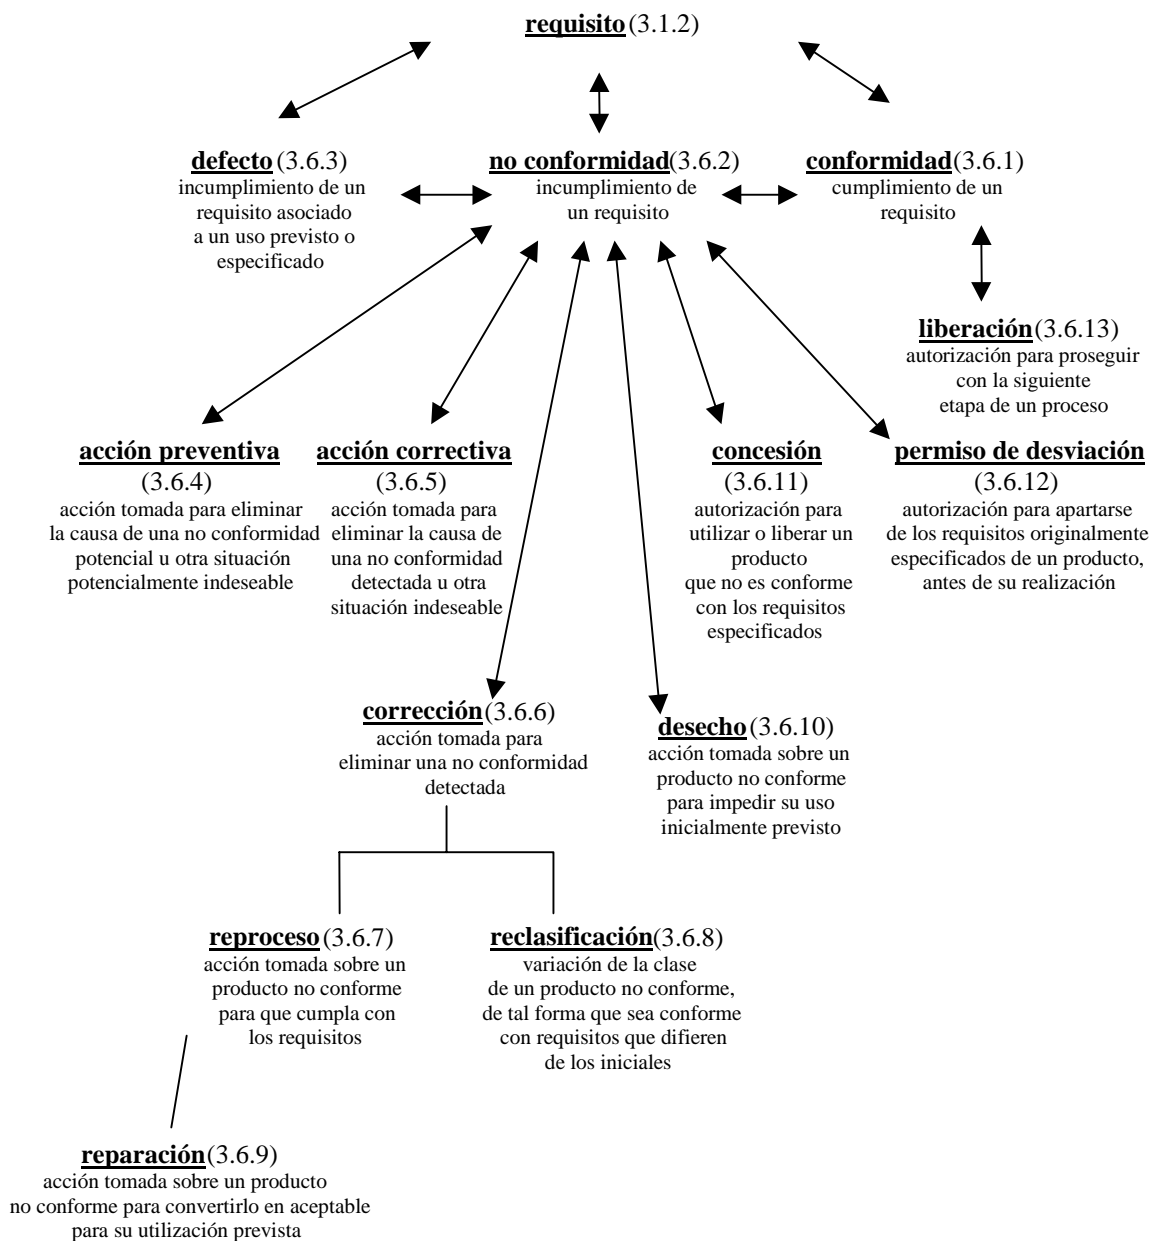 requisito (3.1.2)
defecto (3.6.3)
incumplimiento de un
requisito asociado
a un uso previsto o
especificado
no conformidad (3.6.2)
incumplimiento de
un requisito
conformidad (3.6.1)
cumplimiento de un
requisito
liberación (3.6.13)
autorización para proseguir
con la siguiente
etapa de un proceso
acción preventiva
(3.6.4)
acción tomada para eliminar
la causa de una no conformidad
potencial u otra situación
potencialmente indeseable
acción correctiva
(3.6.5)
acción tomada para
eliminar la causa de
una no conformidad
detectada u otra
situación indeseable
concesión
(3.6.11)
autorización para
utilizar o liberar un
producto
que no es conforme
con los requisitos
especificados
permiso de desviación
(3.6.12)
autorización para apartarse
de los requisitos originalmente
especificados de un producto,
antes de su realización
corrección (3.6.6)
acción tomada para
eliminar una no conformidad
detectada
desecho (3.6.10)
acción tomada sobre un
producto no conforme
para impedir su uso
inicialmente previsto
reproceso (3.6.7)
acción tomada sobre un
producto no conforme
para que cumpla con
los requisitos
reclasificación (3.6.8)
variación de la clase
de un producto no conforme,
de tal forma que sea conforme
con requisitos que difieren
de los iniciales
reparación (3.6.9)
acción tomada sobre un producto
no conforme para convertirlo en aceptable
para su utilización prevista